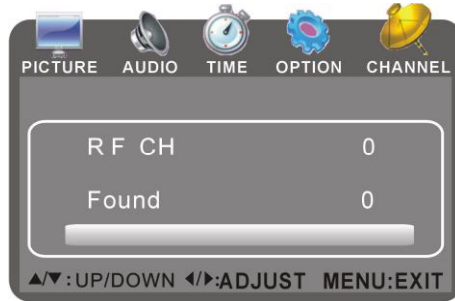 PICTURE AUDIO TIME OPTION CHANNEL
RF CH 0
Found 0
▲/▼:UP/DOWN ◄/►:ADJUST MENU:EXIT